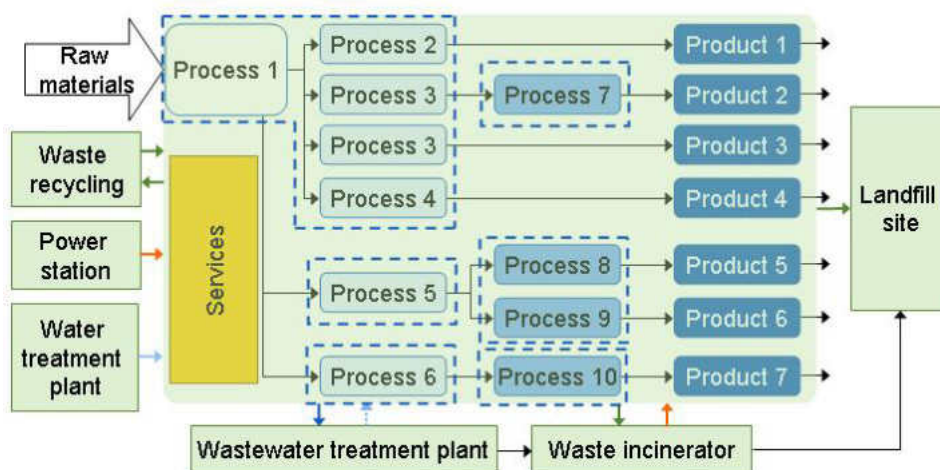 Raw
materials
Process 1
Process 2
Product 1
Process 3
Process 7
Product 2
Process 3
Product 3
Process 4
Product 4
Waste
recycling
Power
station
Water
treatment
plant
Services
Landfill
site
Process 5
Process 8
Product 5
Process 9
Product 6
Process 6
Process 10
Product 7
Wastewater treatment plant
Waste incinerator